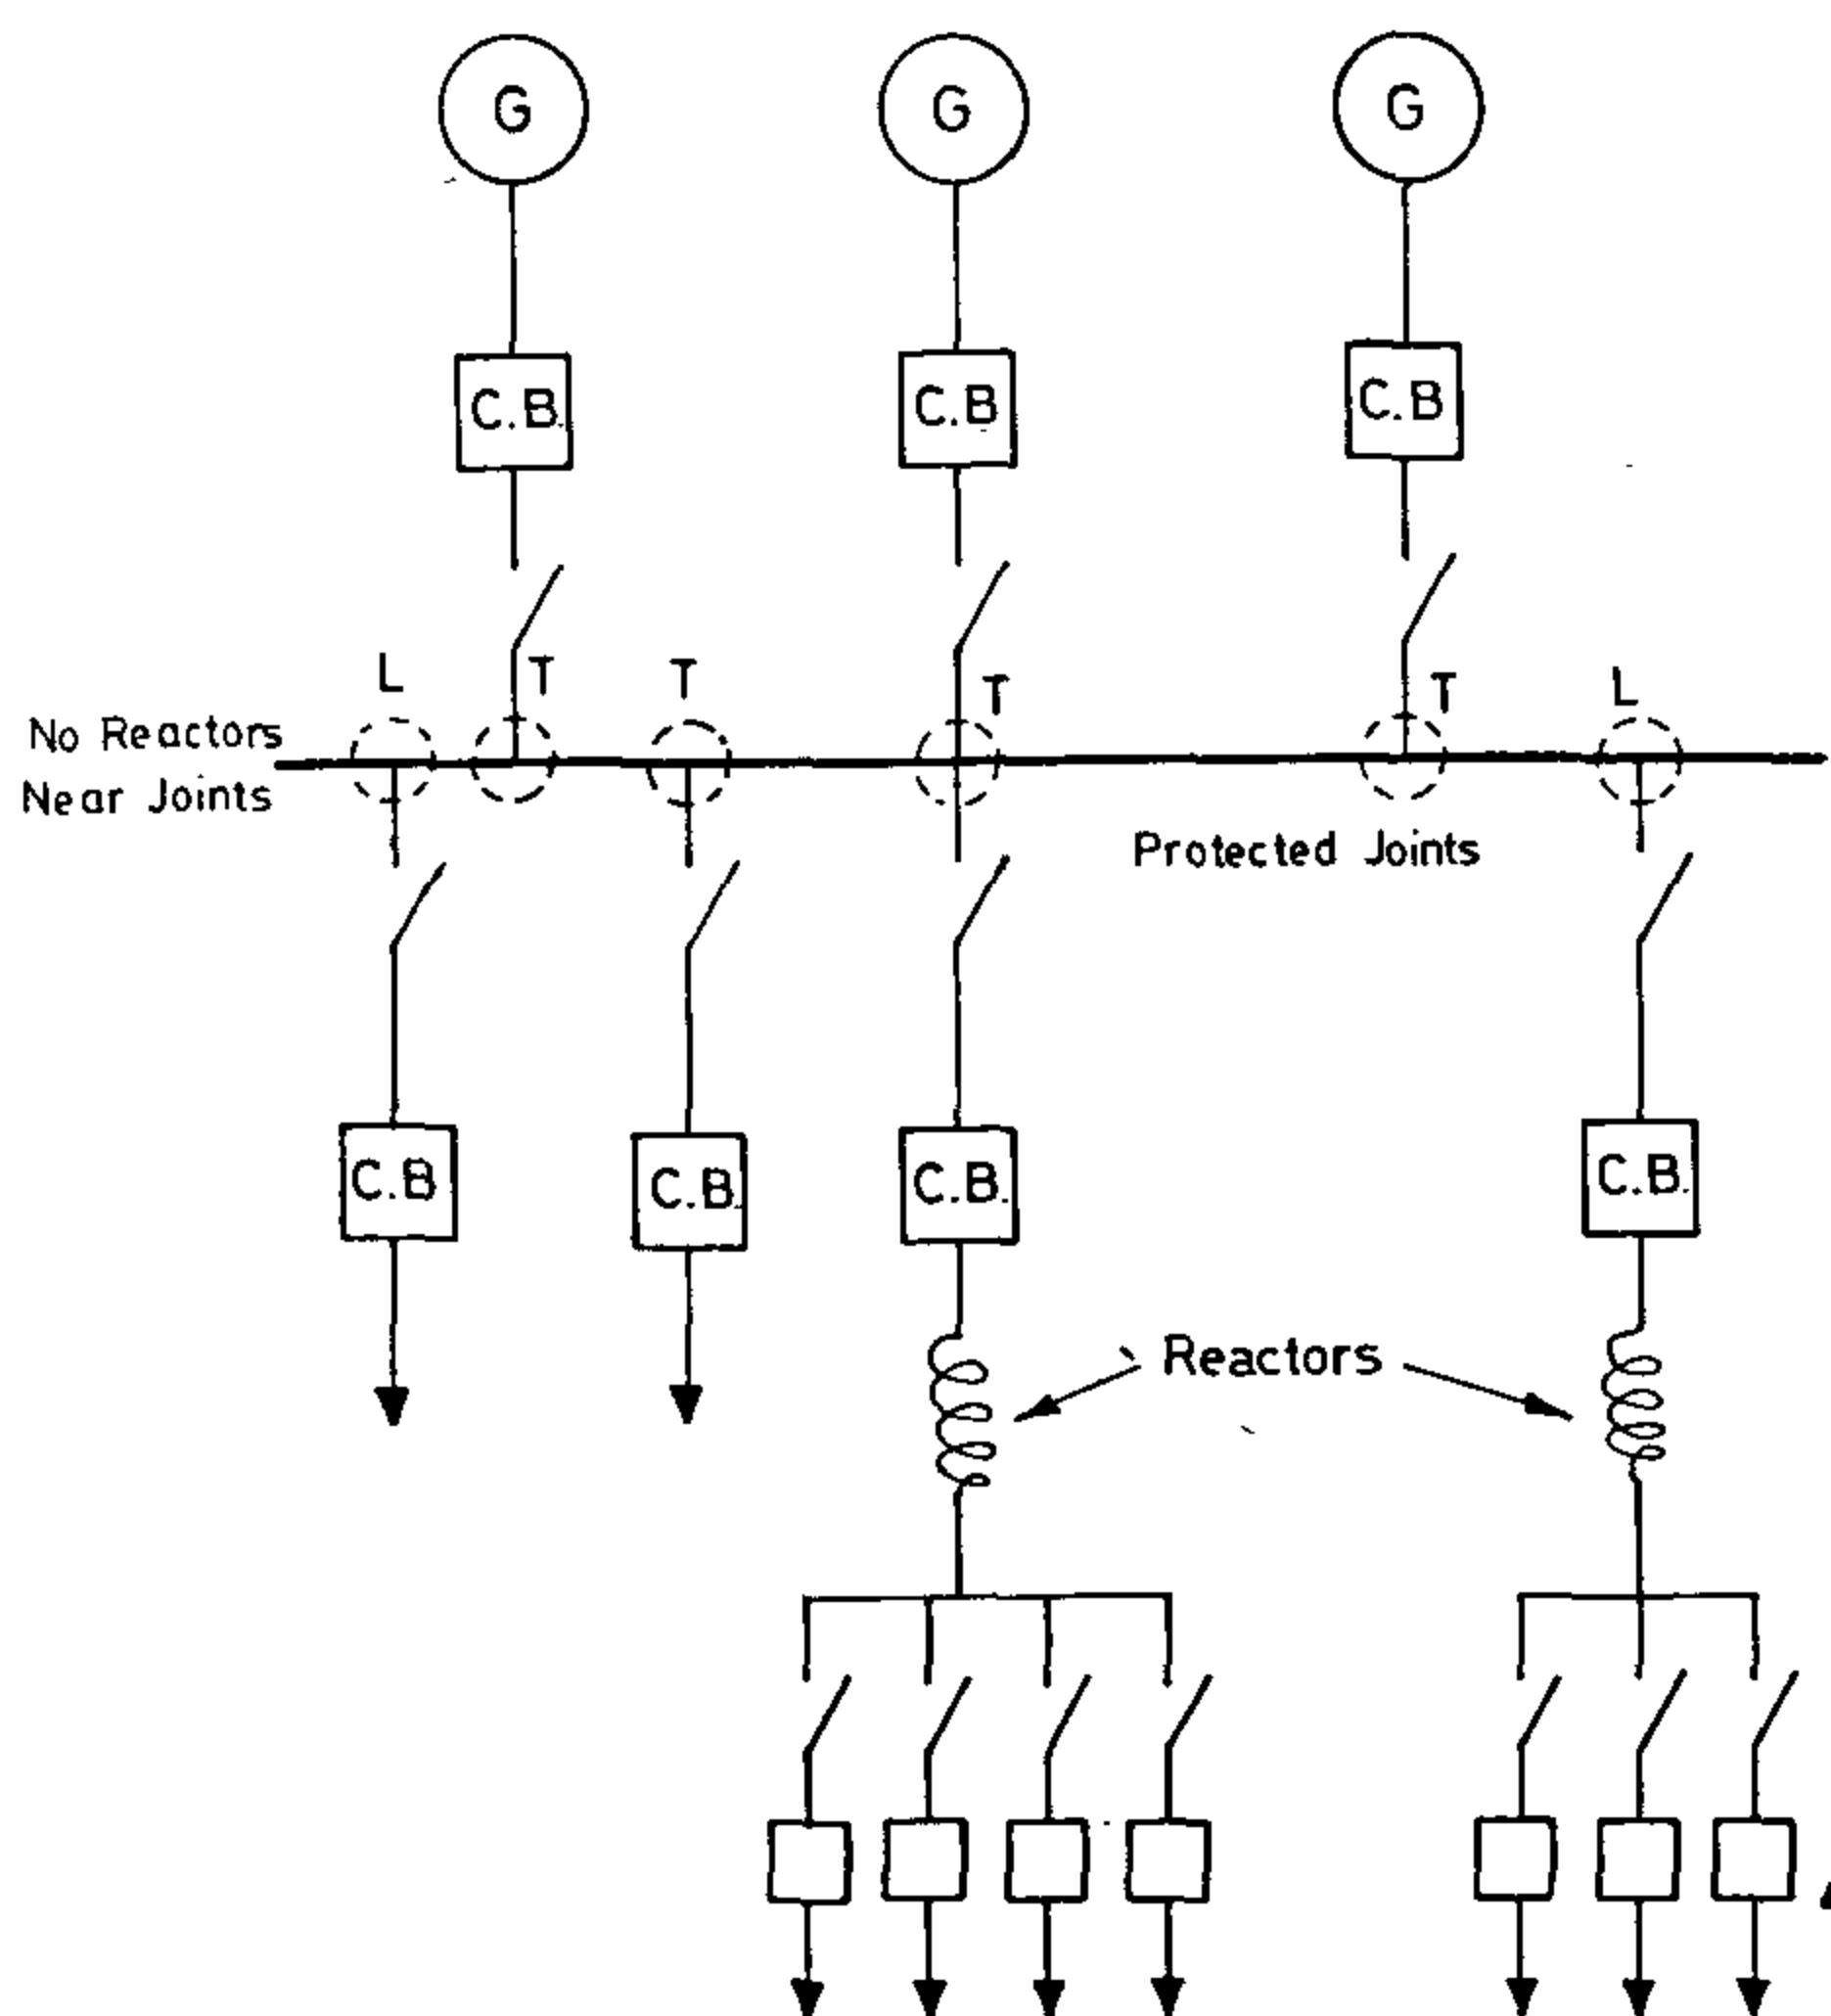 G G G
C.B. C.B C.B
L T T T T L
No Reactors
Near Joints
Protected Joints
C.B C.B. C.B. C.B.
Reactors